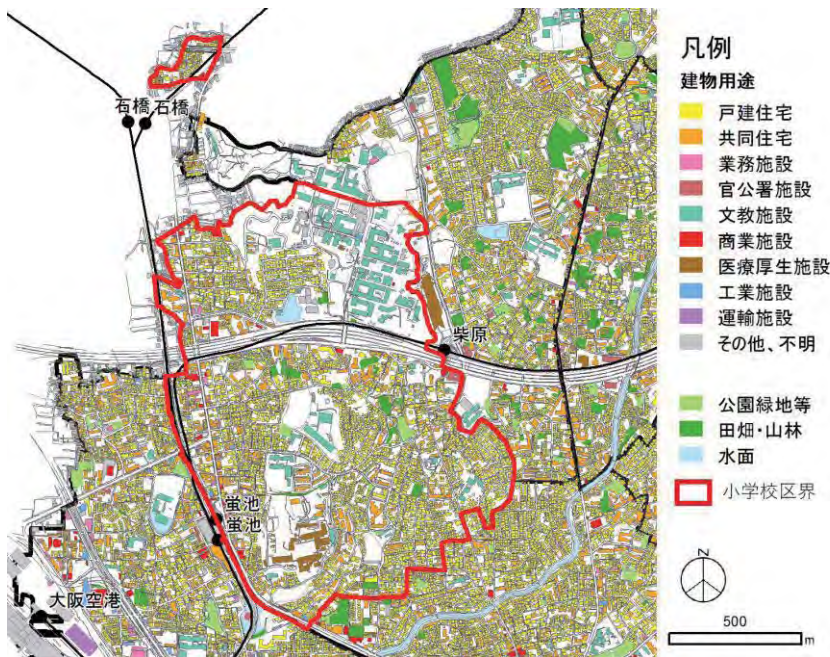 石橋 石橋
柴原
蛍池
蛍池
大阪空港
凡例
建物用途
戸建住宅
共同住宅
業務施設
官公署施設
文教施設
商業施設
医療厚生施設
工業施設
運輸施設
その他、不明
公園緑地等
田畑・山林
水面
小学校区界
N
500
m